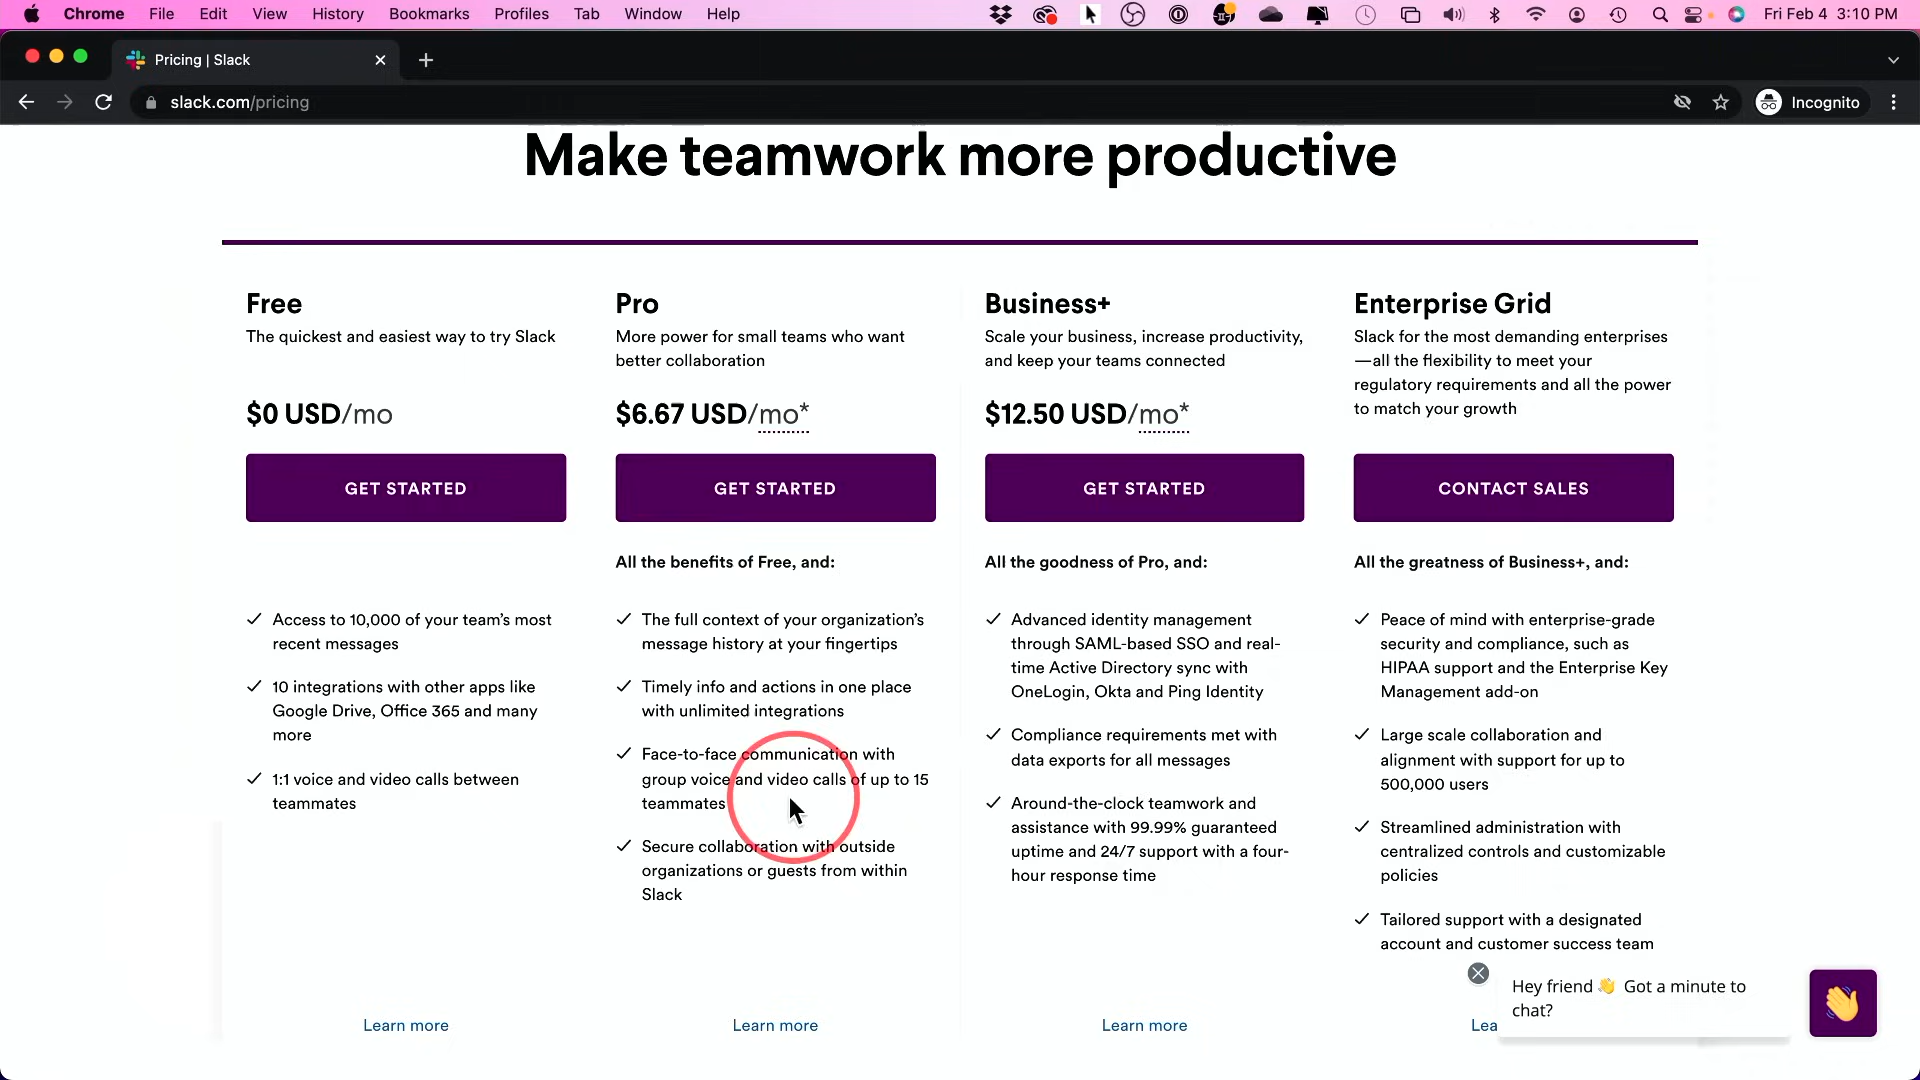 Chrome File Edit View History Bookmarks Profiles Tab Window Help Fri Feb 4 3:10 PM
Pricing | Slack
slack.com/pricing Incognito
Make teamwork more productive
Free
The quickest and easiest way to try Slack
$0 USD/mo
GET STARTED
Access to 10,000 of your team’s most
recent messages
10 integrations with other apps like
Google Drive, Office 365 and many
more
1:1 voice and video calls between
teammates
Learn more
Pro
More power for small teams who want
better collaboration
$6.67 USD/mo*
GET STARTED
All the benefits of Free, and:
The full context of your organization’s
message history at your fingertips
Timely info and actions in one place
with unlimited integrations
Face-to-face communication with
group voice and video calls of up to 15
teammates
Secure collaboration with outside
organizations or guests from within
Slack
Learn more
Business+
Scale your business, increase productivity,
and keep your teams connected
$12.50 USD/mo*
GET STARTED
All the goodness of Pro, and:
Advanced identity management
through SAML-based SSO and real-
time Active Directory sync with
OneLogin, Okta and Ping Identity
Compliance requirements met with
data exports for all messages
Around-the-clock teamwork and
assistance with 99.99% guaranteed
uptime and 24/7 support with a four-
hour response time
Learn more
Enterprise Grid
Slack for the most demanding enterprises
—all the flexibility to meet your
regulatory requirements and all the power
to match your growth
CONTACT SALES
All the greatness of Business+, and:
Peace of mind with enterprise-grade
security and compliance, such as
HIPAA support and the Enterprise Key
Management add-on
Large scale collaboration and
alignment with support for up to
500,000 users
Streamlined administration with
centralized controls and customizable
policies
Tailored support with a designated
account and customer success team
Lea
Hey friend 👋 Got a minute to
chat?